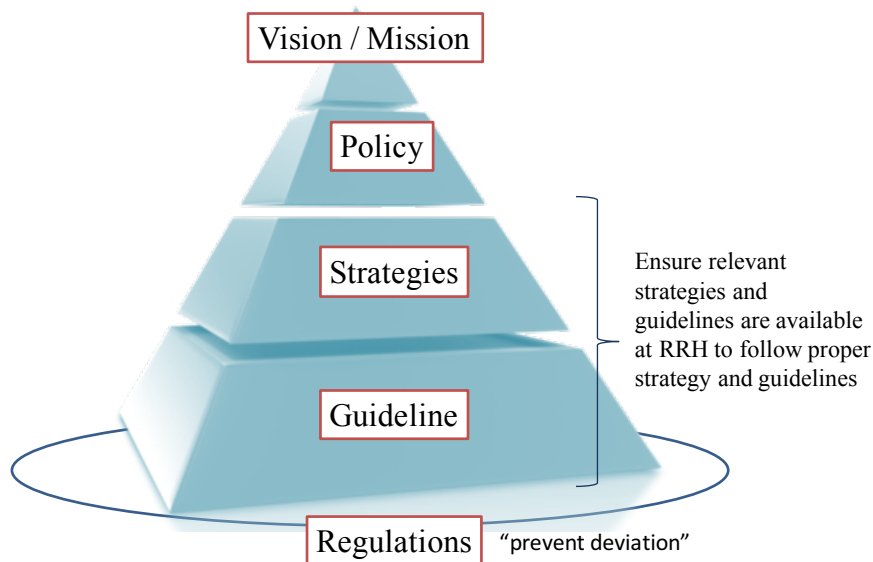 Vision / Mission
Policy
Strategies
Ensure relevant
strategies and
guidelines are available
at RRH to follow proper
strategy and guidelines
Guideline
Regulations “prevent deviation”